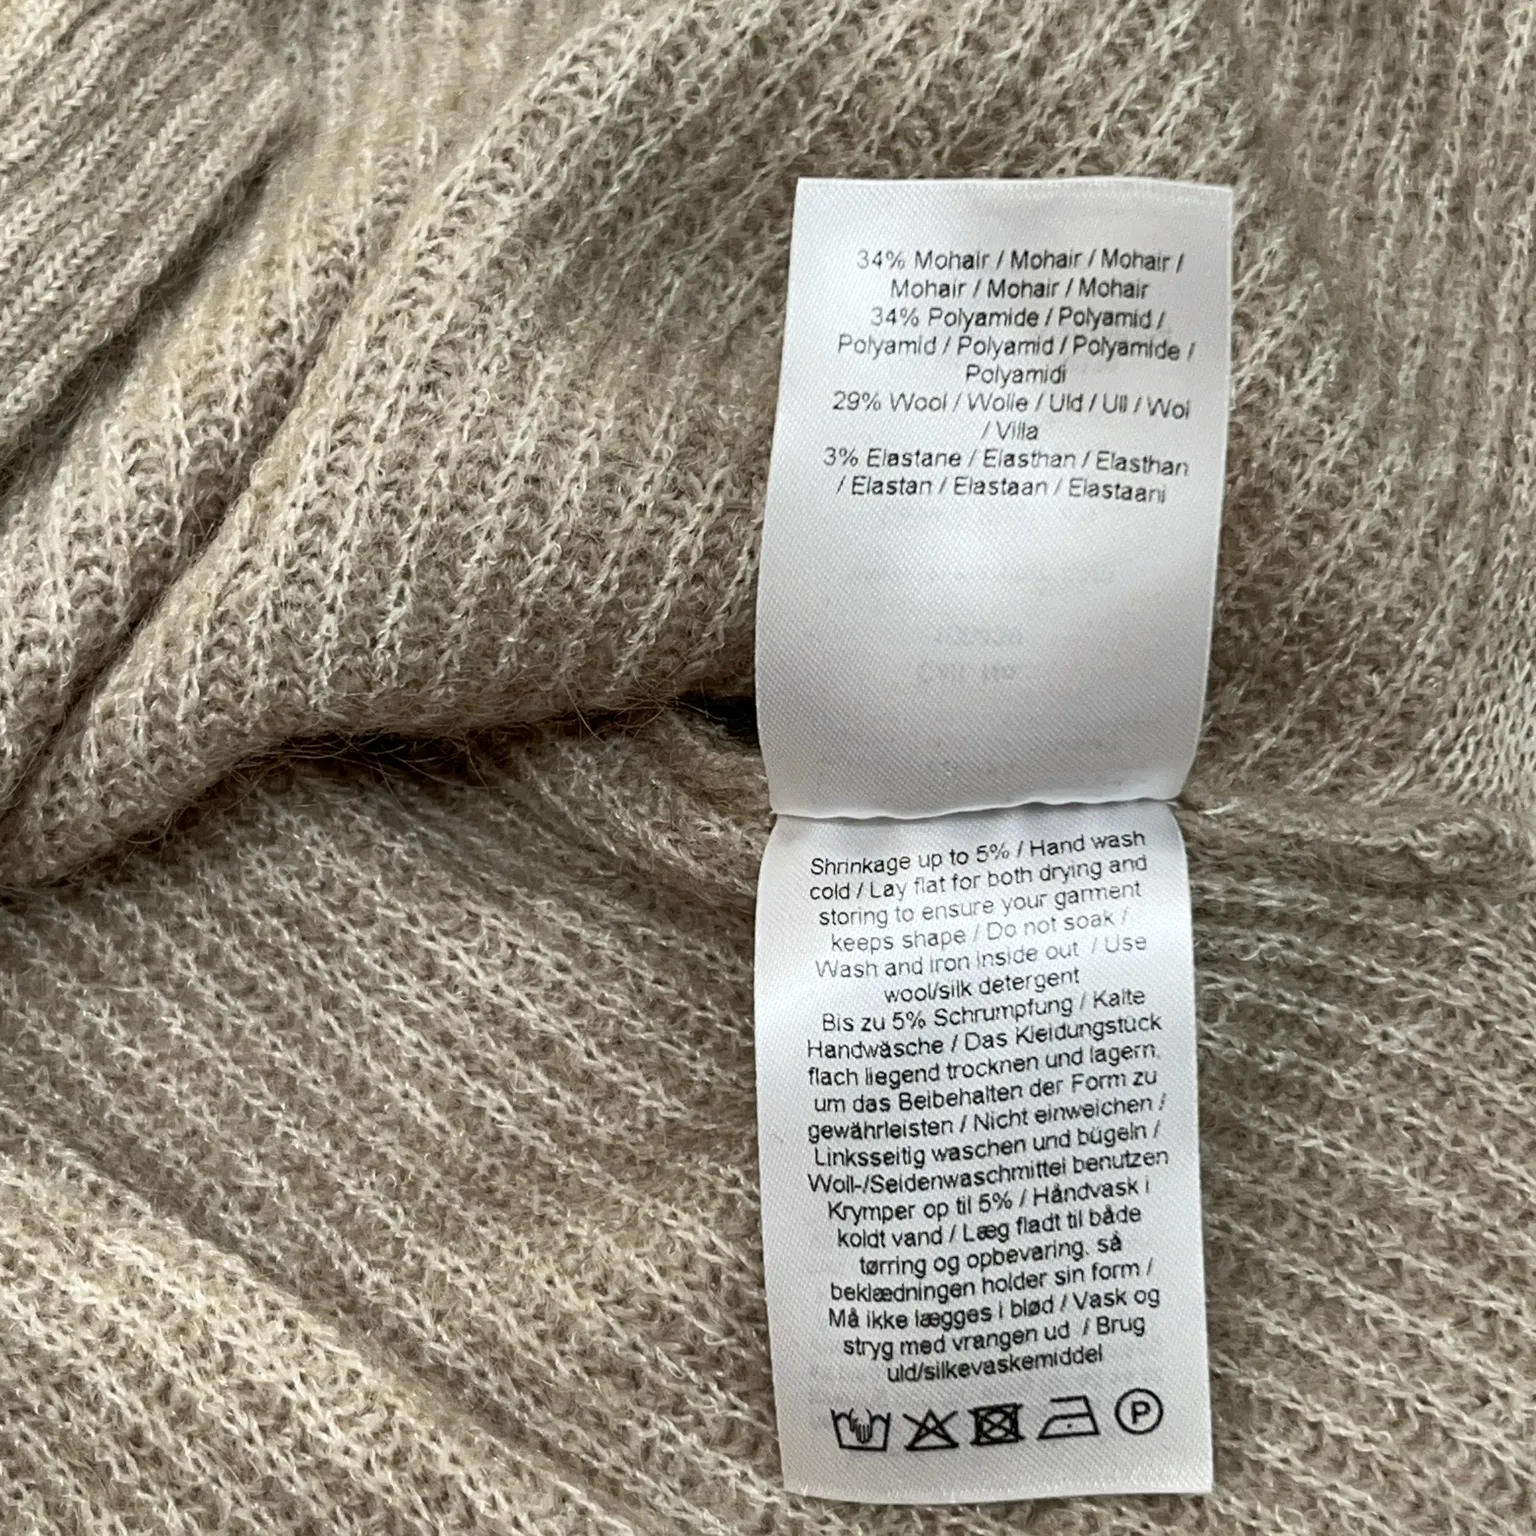 34% Mohair / Mohair / Mohair /
Mohair / Mohair / Mohair
34% Polyamide / Polyamid /
Polyamid / Polyamid / Polyamide /
Polyamidi
29% Wool / Wolle / Uld / Ull / Wol
/ Villa
3% Elastane / Elasthan / Elasthan
/ Elastan / Elastaan / Elastaani
Shrinkage up to 5% / Hand wash
cold / Lay flat for both drying and
storing to ensure your garment
keeps shape / Do not soak /
Wash and iron inside out / Use
wool/silk detergent
Bis zu 5% Schrumpfung / Kalte
Handwäsche / Das Kleidungstück
flach liegend trocknen und lagern,
um das Beibehalten der Form zu
gewährleisten / Nicht einweichen /
Linksseitig waschen und bügeln /
Woll-/Seidenwaschmittel benutzen
Krymper op til 5% / Håndvask i
koldt vand / Læg fladt til både
tørring og opbevaring, så
beklædningen holder sin form /
Må ikke lægges i blød / Vask og
stryg med vrangen ud / Brug
uld/silkevaskemiddel
P